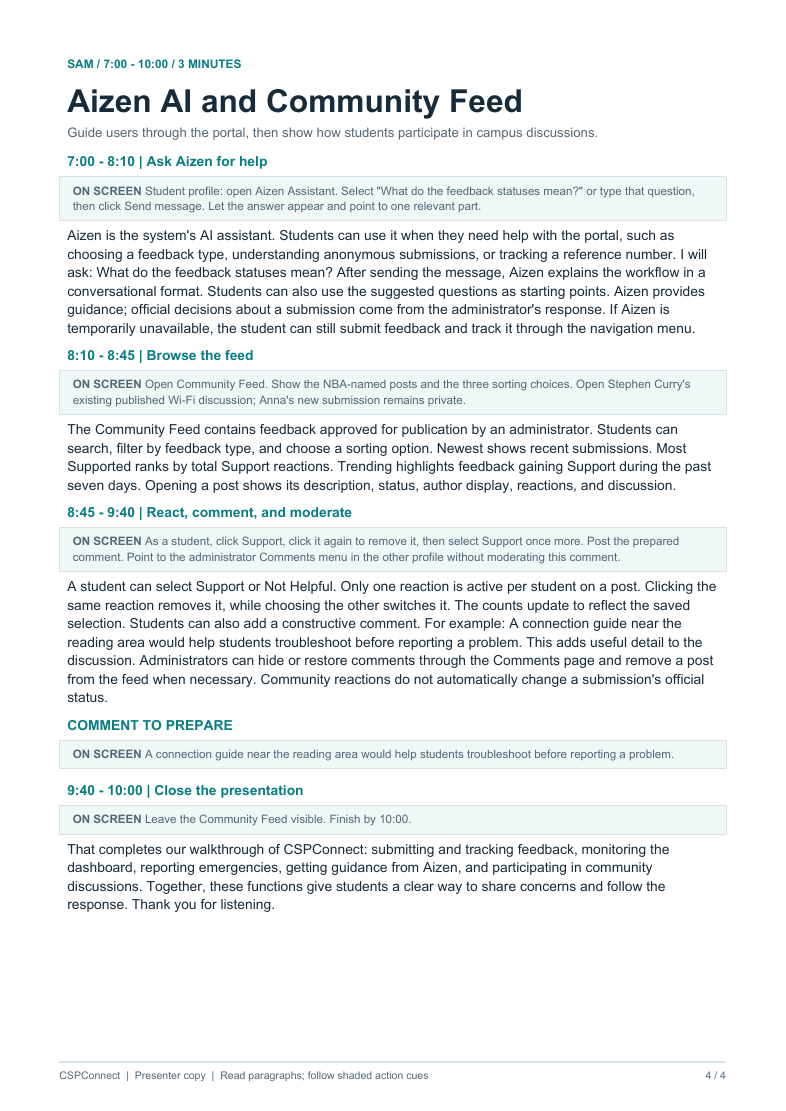 SAM / 7:00 - 10:00 / 3 MINUTES
Aizen AI and Community Feed
Guide users through the portal, then show how students participate in campus discussions.
7:00 - 8:10 | Ask Aizen for help
ON SCREEN Student profile: open Aizen Assistant. Select "What do the feedback statuses mean?" or type that question,
then click Send message. Let the answer appear and point to one relevant part.
Aizen is the system's AI assistant. Students can use it when they need help with the portal, such as
choosing a feedback type, understanding anonymous submissions, or tracking a reference number. I will
ask: What do the feedback statuses mean? After sending the message, Aizen explains the workflow in a
conversational format. Students can also use the suggested questions as starting points. Aizen provides
guidance; official decisions about a submission come from the administrator's response. If Aizen is
temporarily unavailable, the student can still submit feedback and track it through the navigation menu.
8:10 - 8:45 | Browse the feed
ON SCREEN Open Community Feed. Show the NBA-named posts and the three sorting choices. Open Stephen Curry's
existing published Wi-Fi discussion; Anna's new submission remains private.
The Community Feed contains feedback approved for publication by an administrator. Students can
search, filter by feedback type, and choose a sorting option. Newest shows recent submissions. Most
Supported ranks by total Support reactions. Trending highlights feedback gaining Support during the past
seven days. Opening a post shows its description, status, author display, reactions, and discussion.
8:45 - 9:40 | React, comment, and moderate
ON SCREEN As a student, click Support, click it again to remove it, then select Support once more. Post the prepared
comment. Point to the administrator Comments menu in the other profile without moderating this comment.
A student can select Support or Not Helpful. Only one reaction is active per student on a post. Clicking the
same reaction removes it, while choosing the other switches it. The counts update to reflect the saved
selection. Students can also add a constructive comment. For example: A connection guide near the
reading area would help students troubleshoot before reporting a problem. This adds useful detail to the
discussion. Administrators can hide or restore comments through the Comments page and remove a post
from the feed when necessary. Community reactions do not automatically change a submission's official
status.
COMMENT TO PREPARE
ON SCREEN A connection guide near the reading area would help students troubleshoot before reporting a problem.
9:40 - 10:00 | Close the presentation
ON SCREEN Leave the Community Feed visible. Finish by 10:00.
That completes our walkthrough of CSPConnect: submitting and tracking feedback, monitoring the
dashboard, reporting emergencies, getting guidance from Aizen, and participating in community
discussions. Together, these functions give students a clear way to share concerns and follow the
response. Thank you for listening.
CSPConnect | Presenter copy | Read paragraphs; follow shaded action cues
4 / 4